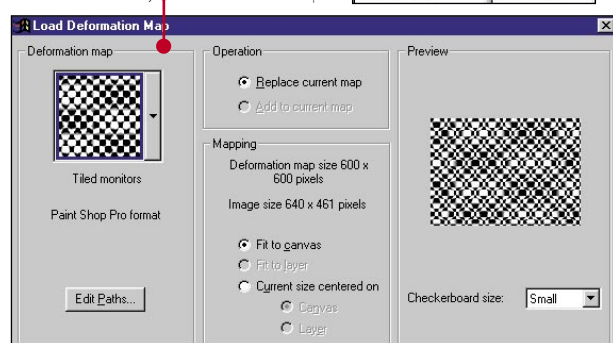 Load Deformation Map
Deformation map
Tiled monitors
Paint Shop Pro format
Edit Paths...
Operation
Replace current map
Add to current map
Mapping
Deformation map size 600 x
600 pixels
Image size 640 x 461 pixels
Fit to canvas
Fit to layer
Current size centered on
Canvas
Layer
Preview
Checkerboard size: Small